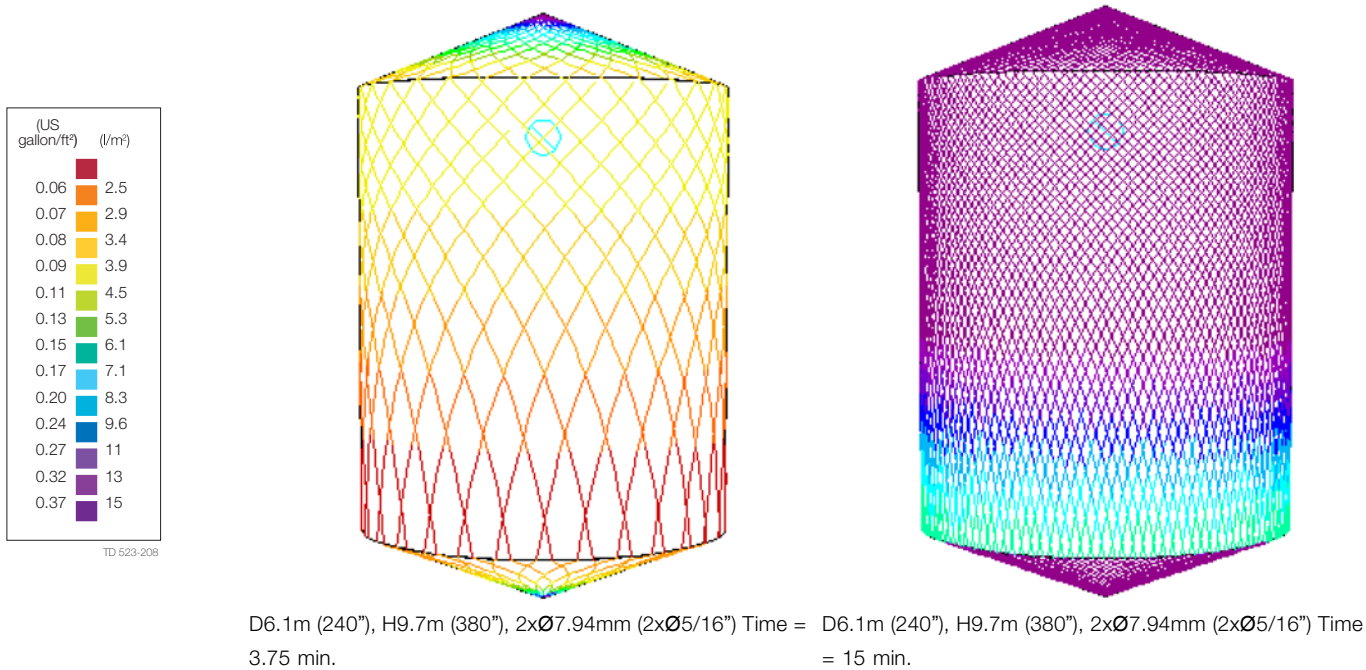 (US
gallon/ft²) (l/m²)
0.06 2.5
0.07 2.9
0.08 3.4
0.09 3.9
0.11 4.5
0.13 5.3
0.15 6.1
0.17 7.1
0.20 8.3
0.24 9.6
0.27 11
0.32 13
0.37 15
TD 523-208
D6.1m (240”), H9.7m (380”), 2xØ7.94mm (2xØ5/16”) Time =
3.75 min.
D6.1m (240”), H9.7m (380”), 2xØ7.94mm (2xØ5/16”) Time
= 15 min.